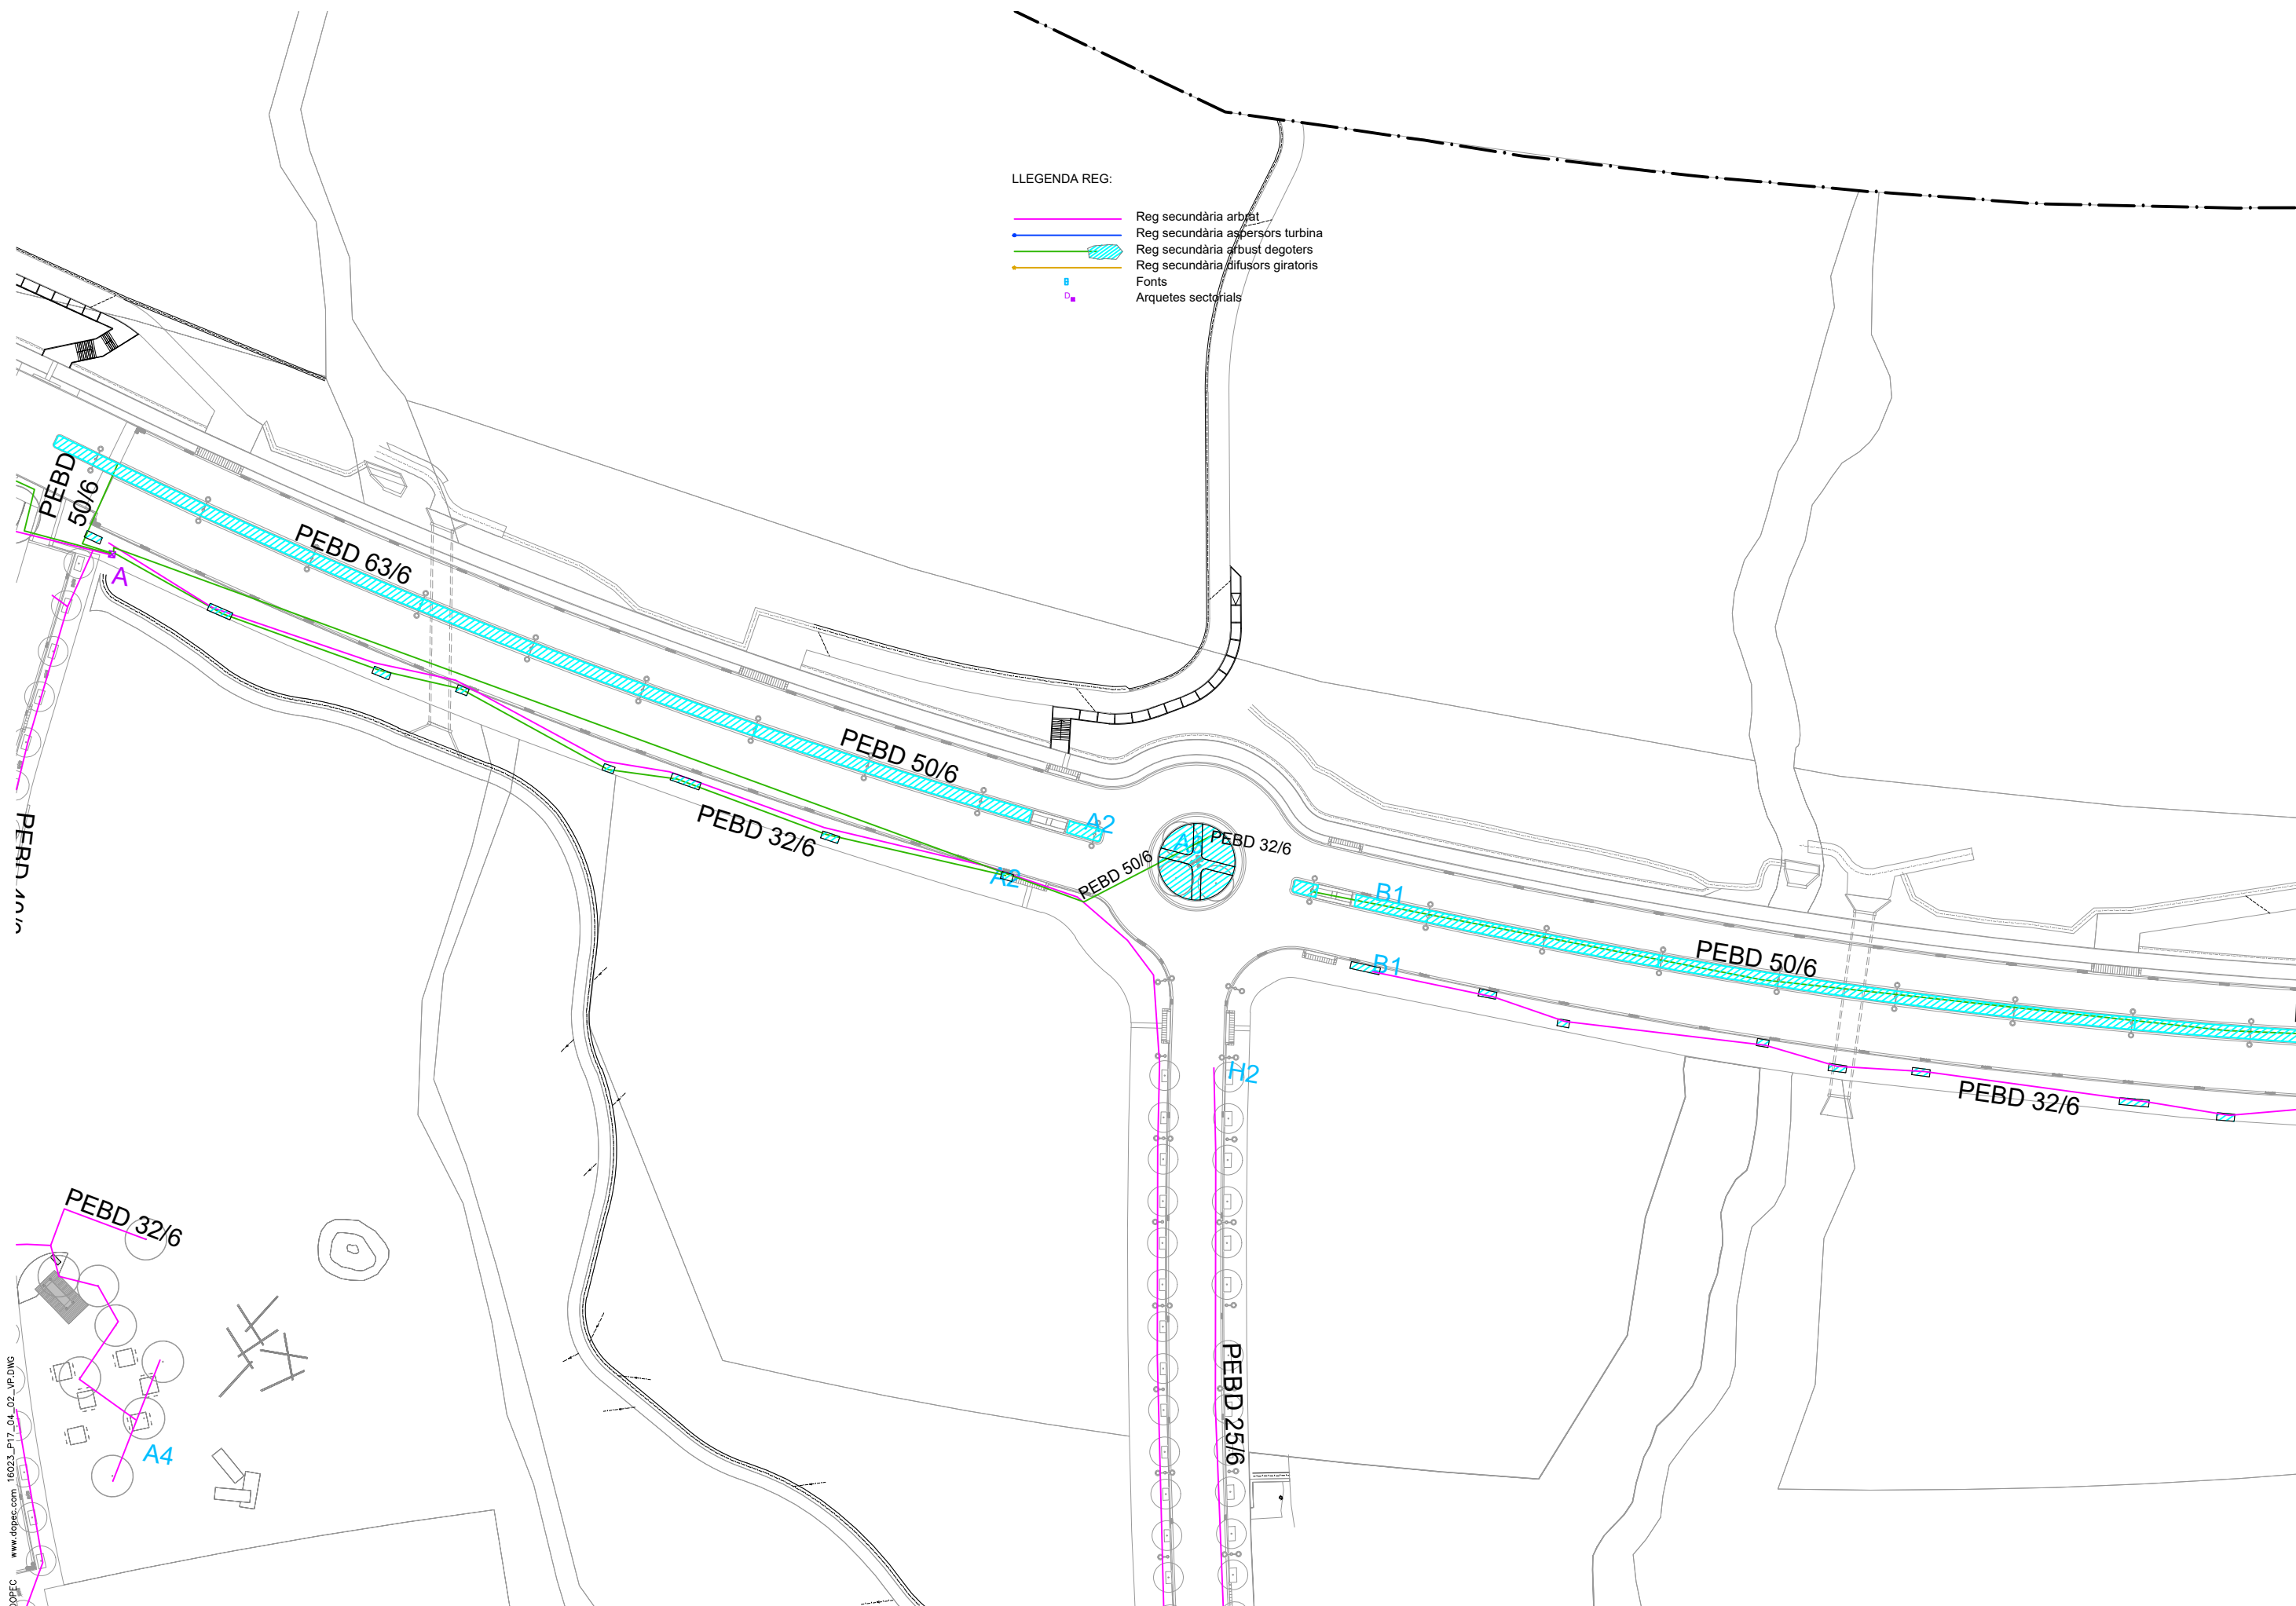 LLEGENDA REG:
Reg secundària arbrat
Reg secundària aspersors turbina
Reg secundària arbust degoters
Reg secundària difusors giratoris
Fonts
D
Arquetes sectorials
PEBD
50/6
PEBD 63/6
A
PEBD 50/6
PEBD 32/6
A2
A2
PEBD 50/6
PEBD 32/6
B1
B1
PEBD 50/6
PEBD 32/6
H2
PEBD 25/6
PEBD 32/6
A4
DOPEC www.dopec.com 16023_P17_04_02_VP.DWG